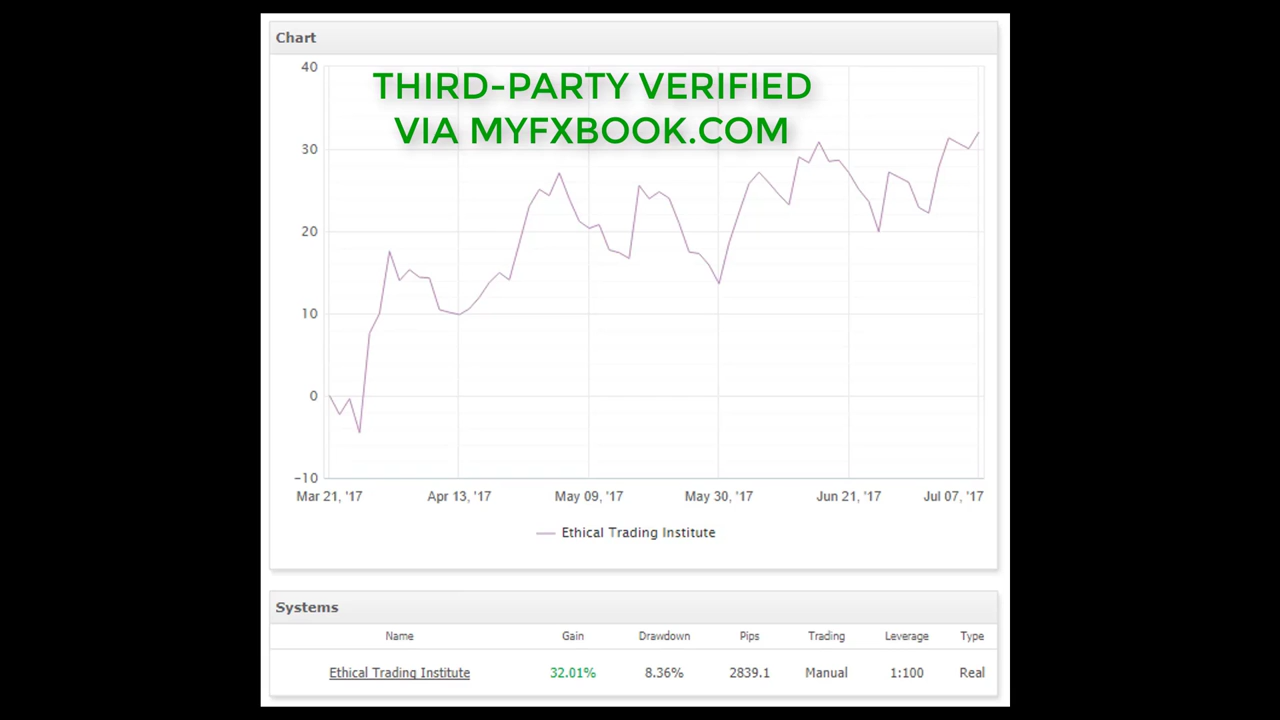 Chart
THIRD-PARTY VERIFIED
VIA MYFXBOOK.COM
40
30
20
10
0
-10
Mar 21, '17 Apr 13, '17 May 09, '17 May 30, '17 Jun 21, '17 Jul 07, '17
Ethical Trading Institute
Systems
Name Gain Drawdown Pips Trading Leverage Type
Ethical Trading Institute 32.01% 8.36% 2839.1 Manual 1:100 Real